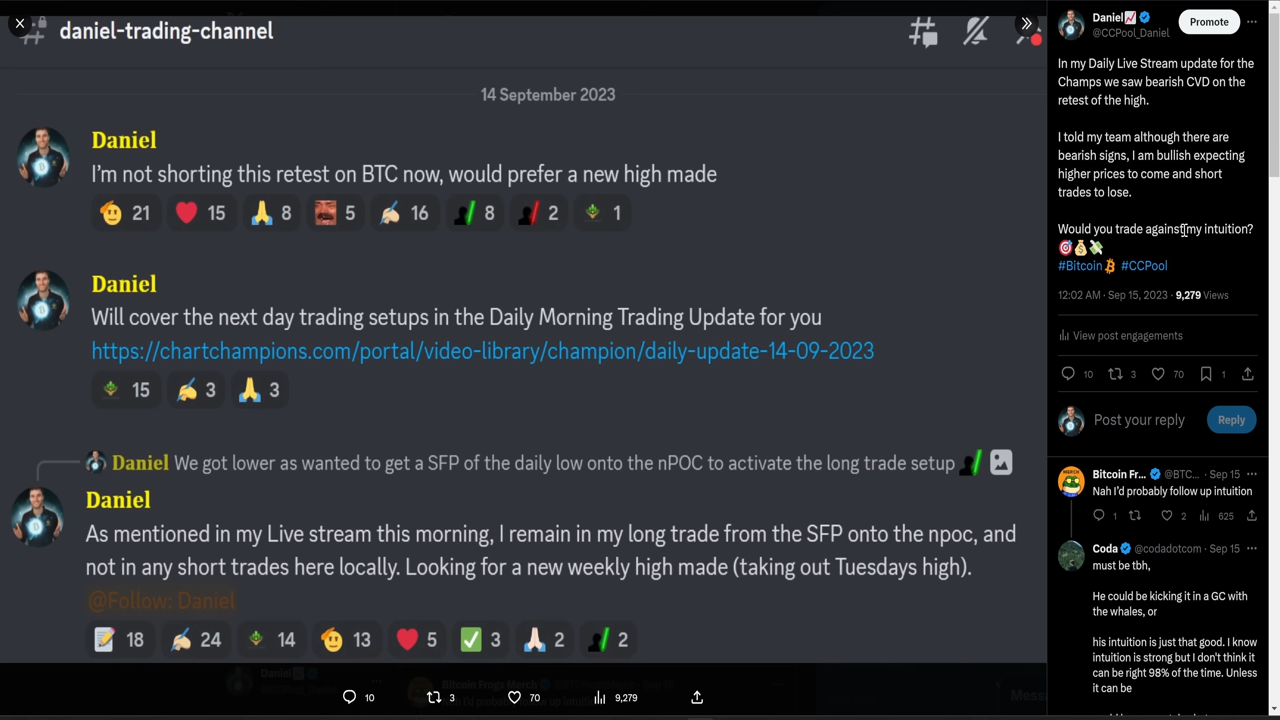 daniel-trading-channel
14 September 2023
Daniel
I'm not shorting this retest on BTC now, would prefer a new high made
21 15 8 5 16 8 2 1
Daniel
Will cover the next day trading setups in the Daily Morning Trading Update for you
https://chartchampions.com/portal/video-library/champion/daily-update-14-09-2023
15 3 3
Daniel We got lower as wanted to get a SFP of the daily low onto the nPOC to activate the long trade setup
Daniel
As mentioned in my Live stream this morning, I remain in my long trade from the SFP onto the npoc, and
not in any short trades here locally. Looking for a new weekly high made (taking out Tuesdays high).
@Follow: Daniel
18 24 14 13 5 3 2 2
10 3 70 9,279
Daniel
@CCPool_Daniel
Promote
In my Daily Live Stream update for the
Champs we saw bearish CVD on the
retest of the high.
I told my team although there are
bearish signs, I am bullish expecting
higher prices to come and short
trades to lose.
Would you trade against my intuition?
#Bitcoin #CCPool
12:02 AM · Sep 15, 2023 · 9,279 Views
View post engagements
10 3 70 1
Post your reply
Reply
Bitcoin Fr... @BTC... · Sep 15
Nah I'd probably follow up intuition
1 2 625
Coda @codadotcom · Sep 15
must be tbh,
He could be kicking it in a GC with
the whales, or
his intuition is just that good. I know
intuition is strong but I don't think it
can be right 98% of the time. Unless
it can be